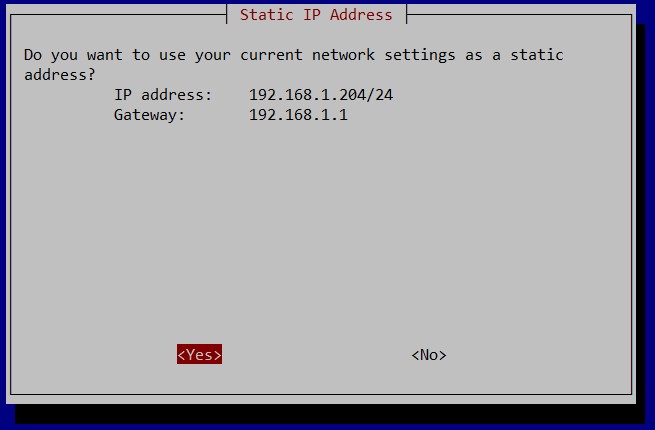 Static IP Address
Do you want to use your current network settings as a static
address?
IP address: 192.168.1.204/24
Gateway: 192.168.1.1
<Yes> <No>